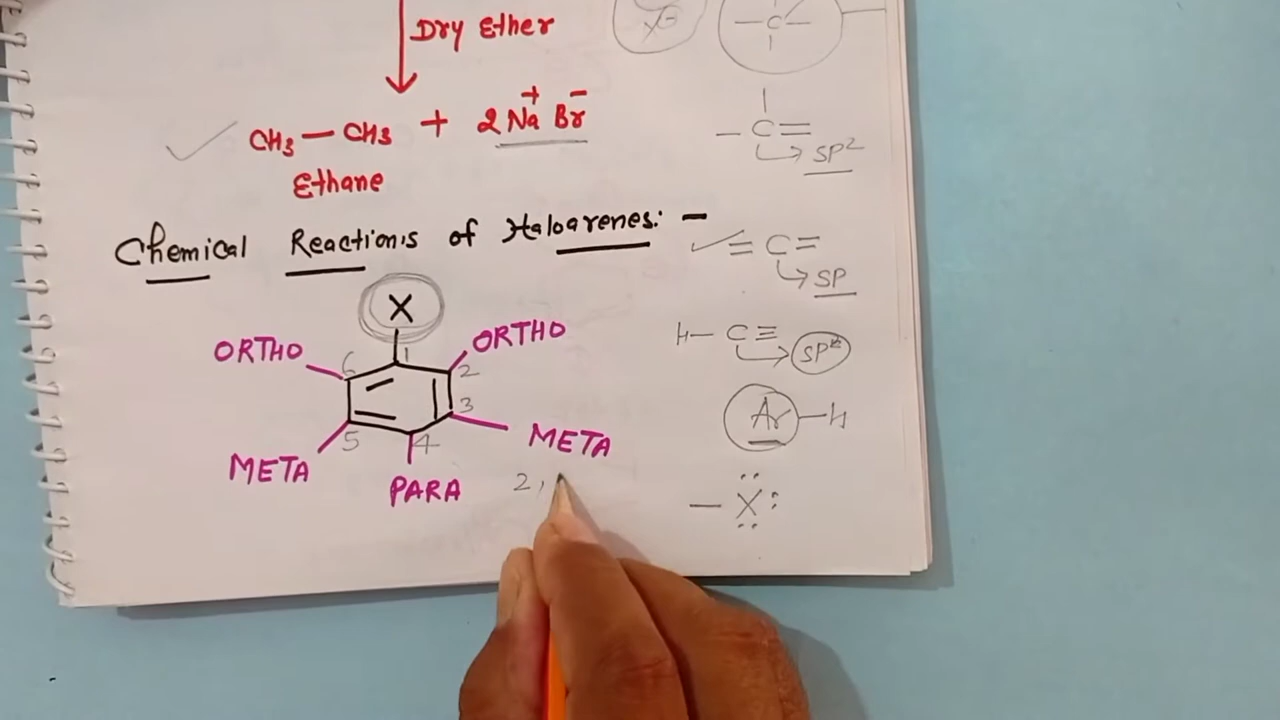 Dry Ether
X
C
CH3 — CH3 + 2 Na+ Br-
Ethane
— C =
SP2
Chemical Reactions of Haloarenes: -
= C =
SP
X
ORTHO
ORTHO
H — C ≡
SP
6 1 2
5 4 3
Ar — H
META
META
PARA
2,
— X